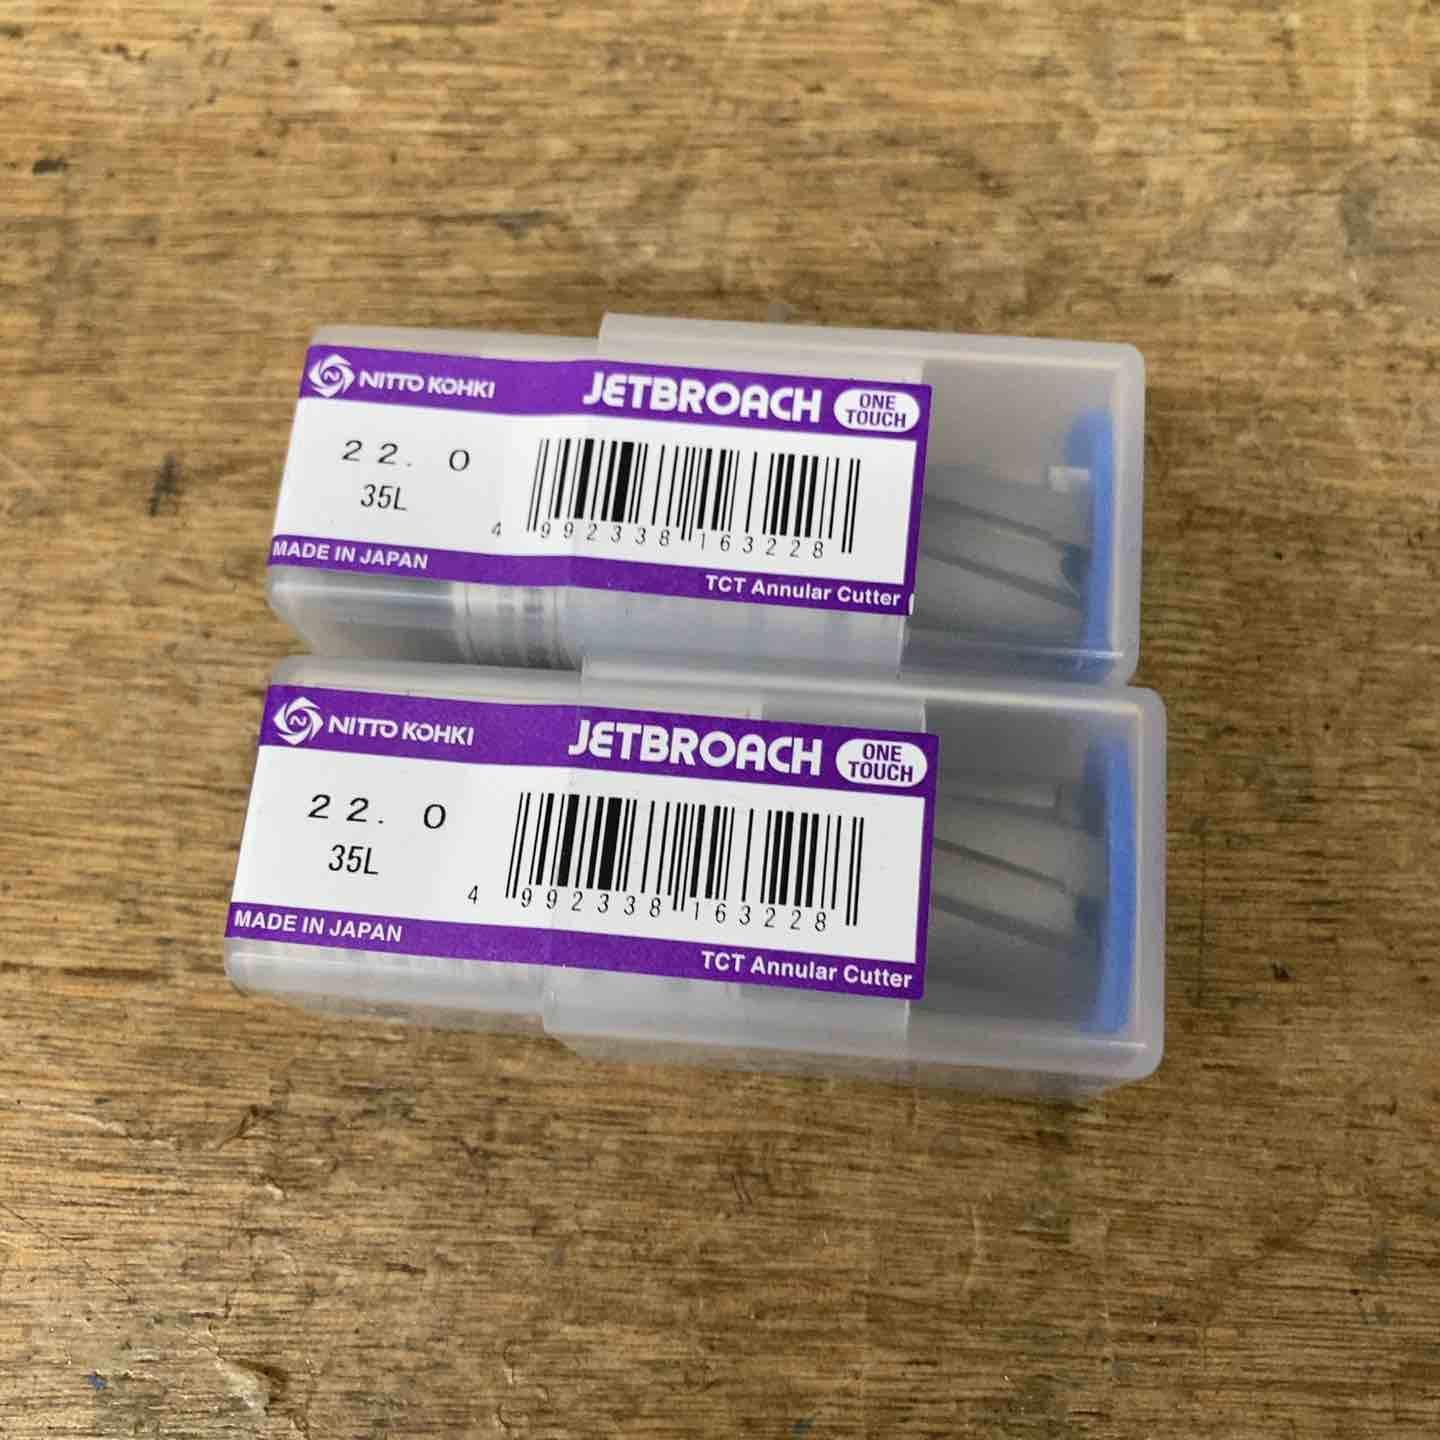 NITTO KOHKI JETBROACH ONE TOUCH
22. 0
35L
4 992338 163228
MADE IN JAPAN
TCT Annular Cutter
NITTO KOHKI JETBROACH ONE TOUCH
22. 0
35L
4 992338 163228
MADE IN JAPAN
TCT Annular Cutter